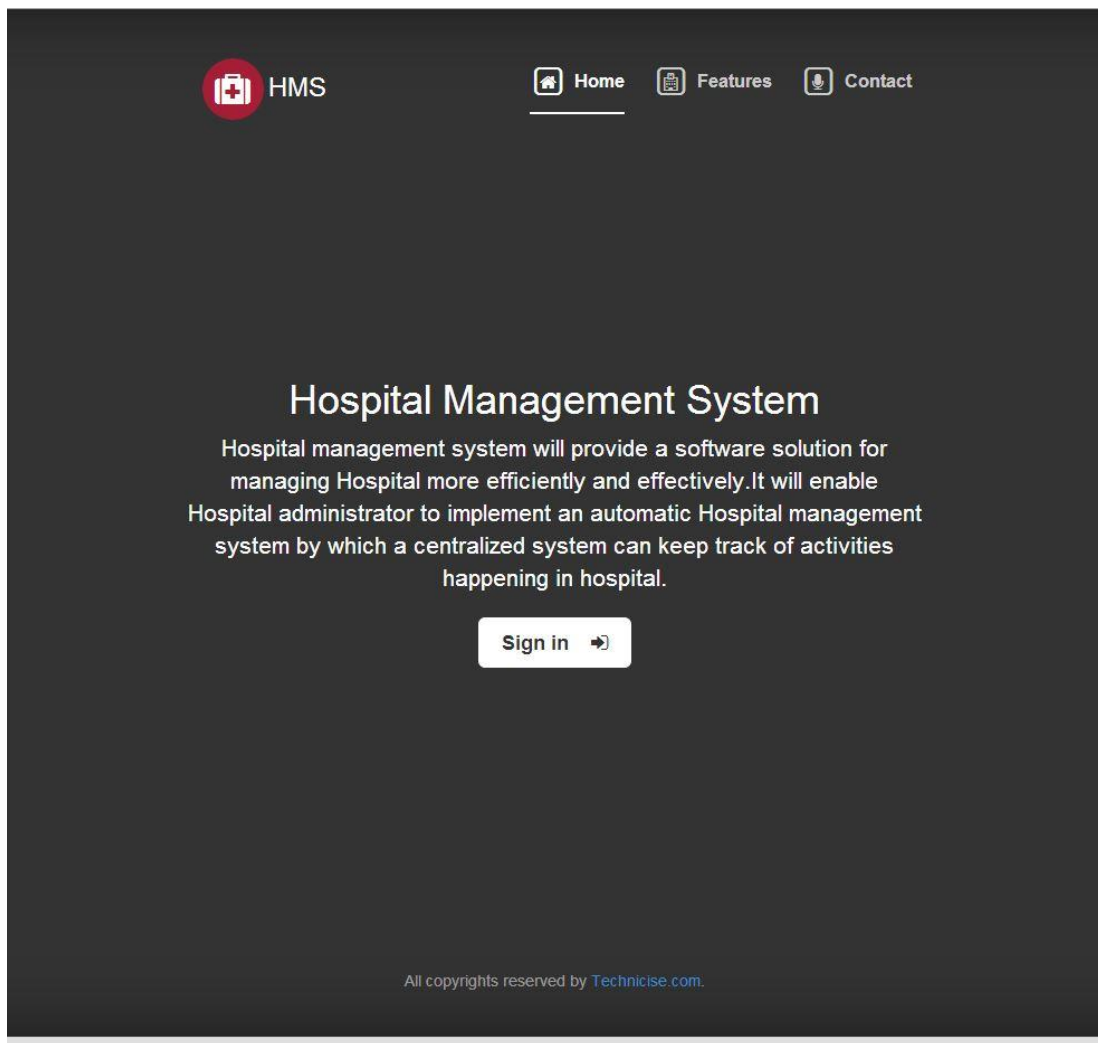 HMS
Home Features Contact
Hospital Management System
Hospital management system will provide a software solution for
managing Hospital more efficiently and effectively.It will enable
Hospital administrator to implement an automatic Hospital management
system by which a centralized system can keep track of activities
happening in hospital.
Sign in
All copyrights reserved by Technicise.com.